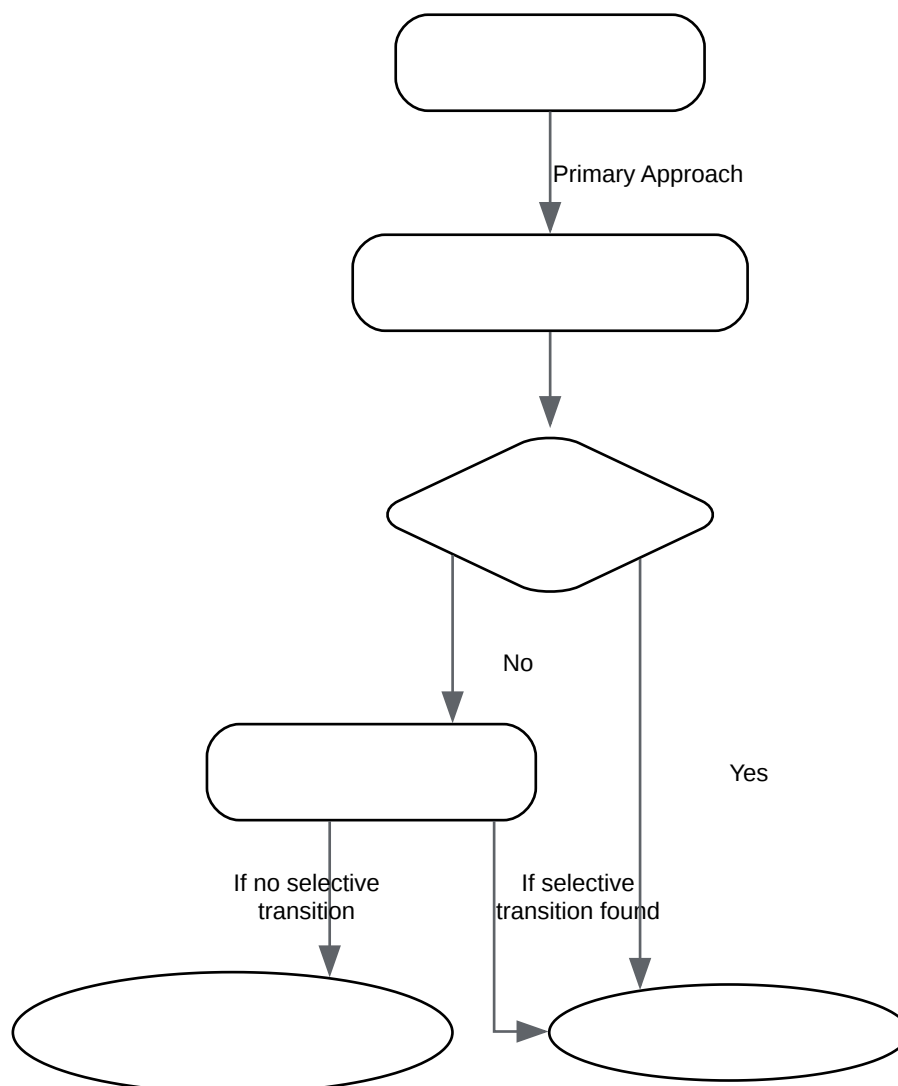 Primary Approach
No
Yes
If no selective
transition
If selective
transition found